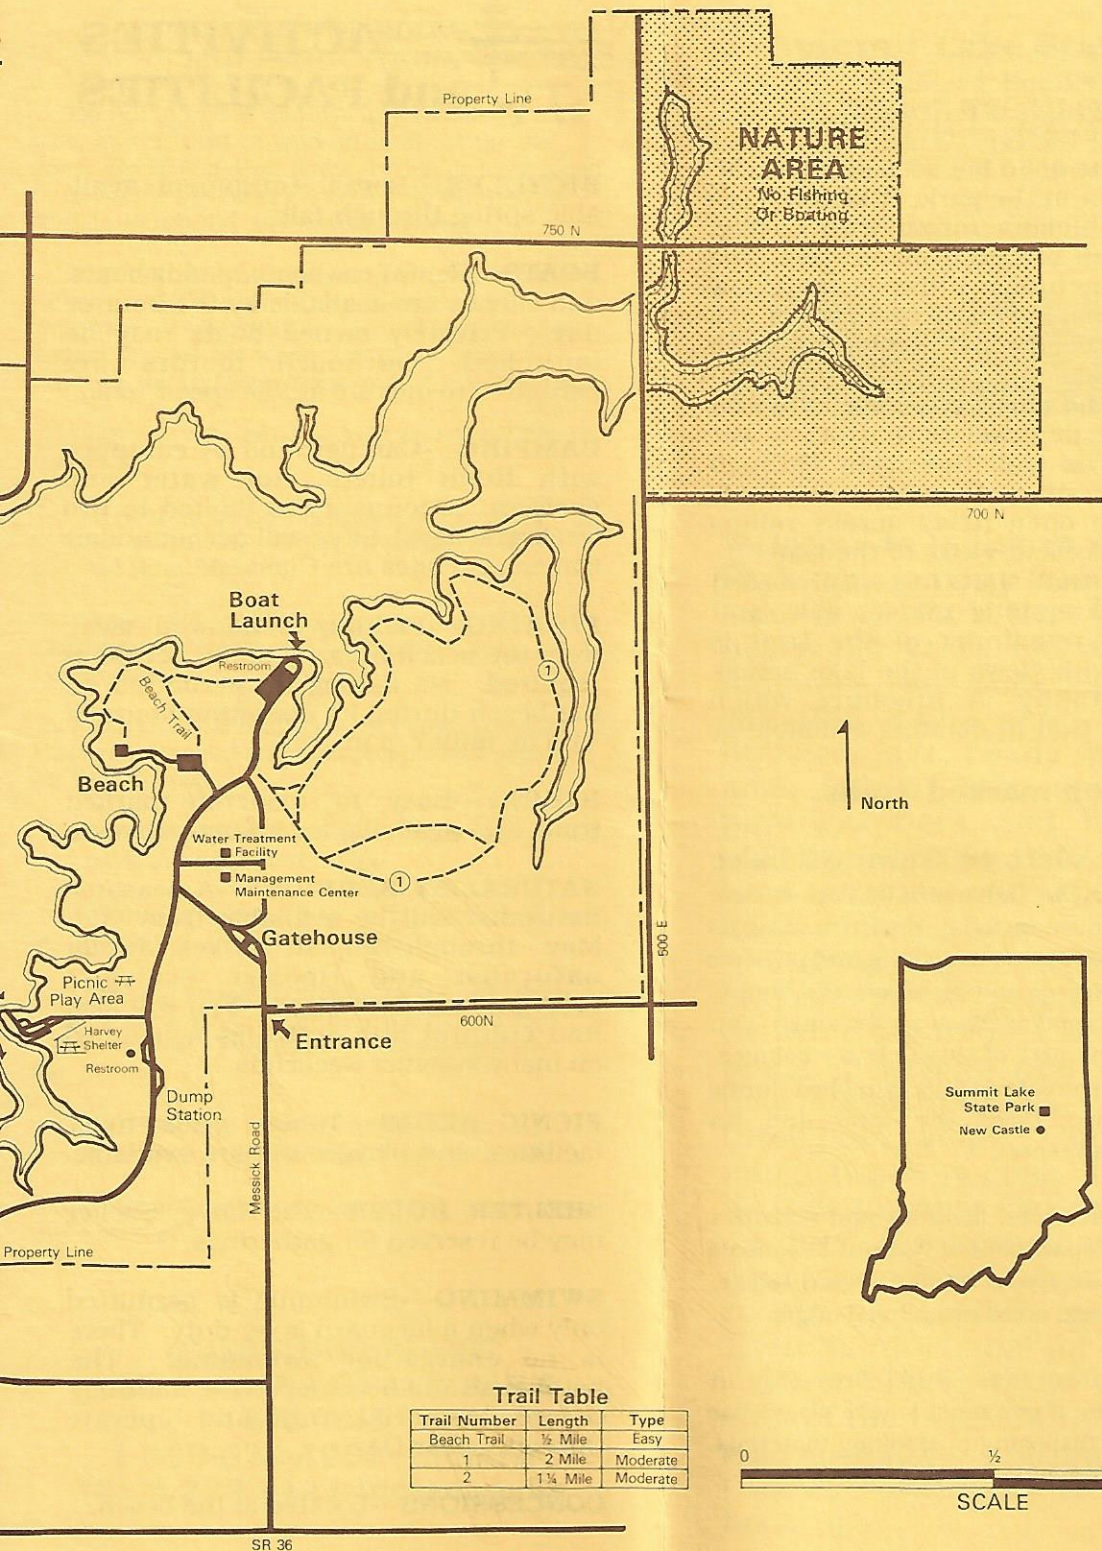 Property Line
NATURE
AREA
No Fishing
Or Boating
750 N
700 N
Boat
Launch
Restroom
Beach Trail
1
Beach
North
Water Treatment
Facility
Management
Maintenance Center
1
Gatehouse
500 E
Picnic
Play Area
600N
Harvey
Shelter
Restroom
Entrance
Dump
Station
Messick Road
Summit Lake
State Park
New Castle
Property Line
Trail Table
Trail Number Length Type
Beach Trail ½ Mile Easy
1 2 Mile Moderate
2 1¼ Mile Moderate
0 ½
SCALE
SR 36